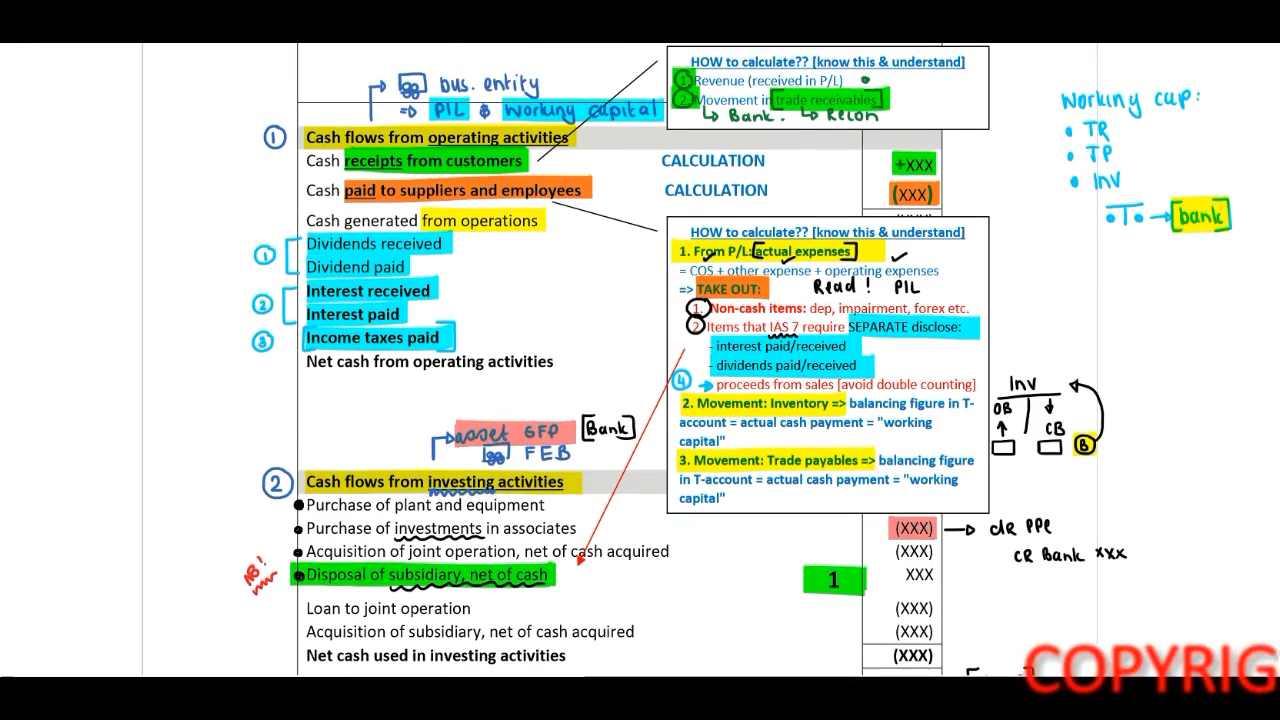 HOW to calculate?? [know this & understand]
1. Revenue (received in P/L)
2. Movement in [trade receivables]
↳ Bank. ↳ Recon
bus. entity
⇒ P/L & working capital
① Cash flows from operating activities
Cash receipts from customers CALCULATION +XXX
Cash paid to suppliers and employees CALCULATION (XXX)
Cash generated from operations
① Dividends received
Dividend paid
② Interest received
Interest paid
③ Income taxes paid
Net cash from operating activities
Working cap:
• TR
• TP
• Inv
T → [bank]
HOW to calculate?? [know this & understand]
1. From P/L: [actual expenses]
= COS + other expense + operating expenses
=> TAKE OUT: Read! P/L
1. Non-cash items: dep, impairment, forex etc.
2. Items that IAS 7 require SEPARATE disclose:
- interest paid/received
- dividends paid/received
④ → proceeds from sales [avoid double counting]
2. Movement: Inventory => balancing figure in T-
account = actual cash payment = "working
capital"
3. Movement: Trade payables => balancing figure
in T-account = actual cash payment = "working
capital"
Inv
OB
CB
B
asset GFP [Bank]
FEB
② Cash flows from investing activities
Purchase of plant and equipment
Purchase of investments in associates (XXX) → dR PPE
Acquisition of joint operation, net of cash acquired (XXX) CR Bank xxx
NB! Disposal of subsidiary, net of cash 1 XXX
Loan to joint operation (XXX)
Acquisition of subsidiary, net of cash acquired (XXX)
Net cash used in investing activities (XXX)
COPYRIG